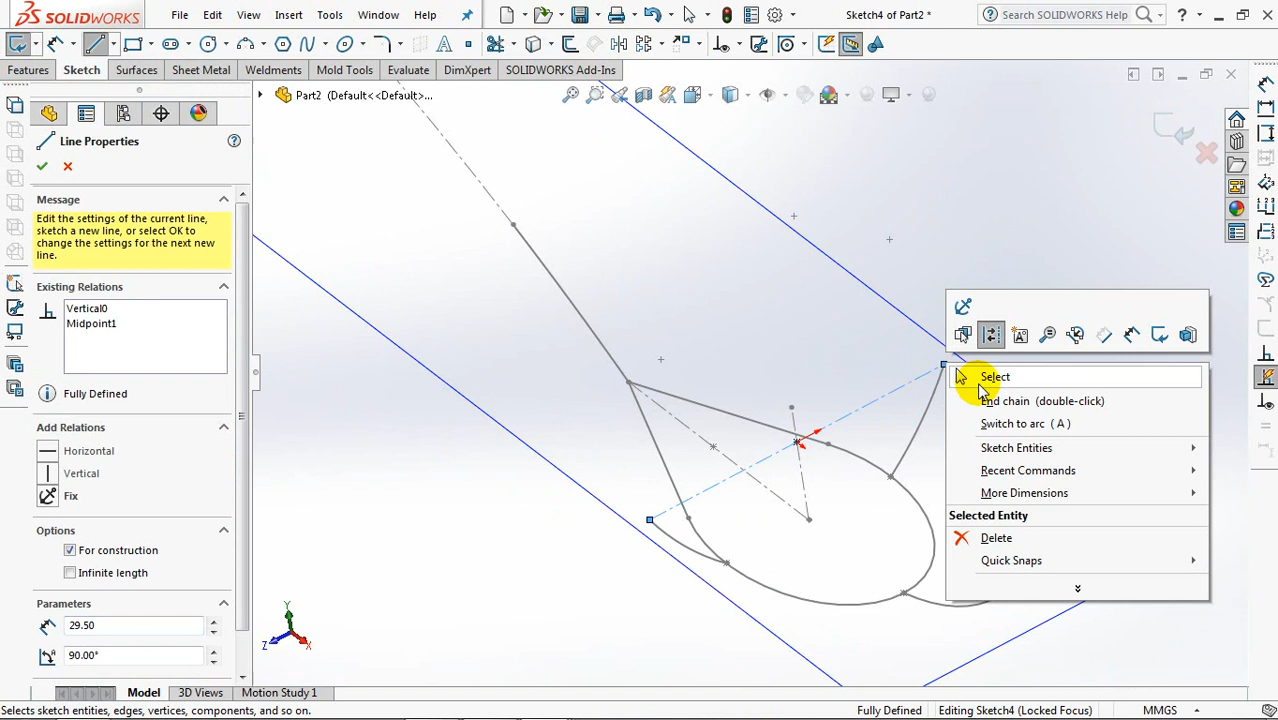 SOLIDWORKS File Edit View Insert Tools Window Help Sketch4 of Part2 * Search SOLIDWORKS Help
Features Sketch Surfaces Sheet Metal Weldments Mold Tools Evaluate DimXpert SOLIDWORKS Add-Ins
Part2 (Default<<Default>...
Line Properties
Message
Edit the settings of the current line,
sketch a new line, or select OK to
change the settings for the next new
line.
Existing Relations
Vertical0
Midpoint1
Fully Defined
Add Relations
Horizontal
Vertical
Fix
Options
For construction
Infinite length
Parameters
29.50
90.00°
Select
End chain (double-click)
Switch to arc ( A )
Sketch Entities
Recent Commands
More Dimensions
Selected Entity
Delete
Quick Snaps
Y
Z
X
Model 3D Views Motion Study 1
Selects sketch entities, edges, vertices, components, and so on. Fully Defined Editing Sketch4 (Locked Focus) MMGS